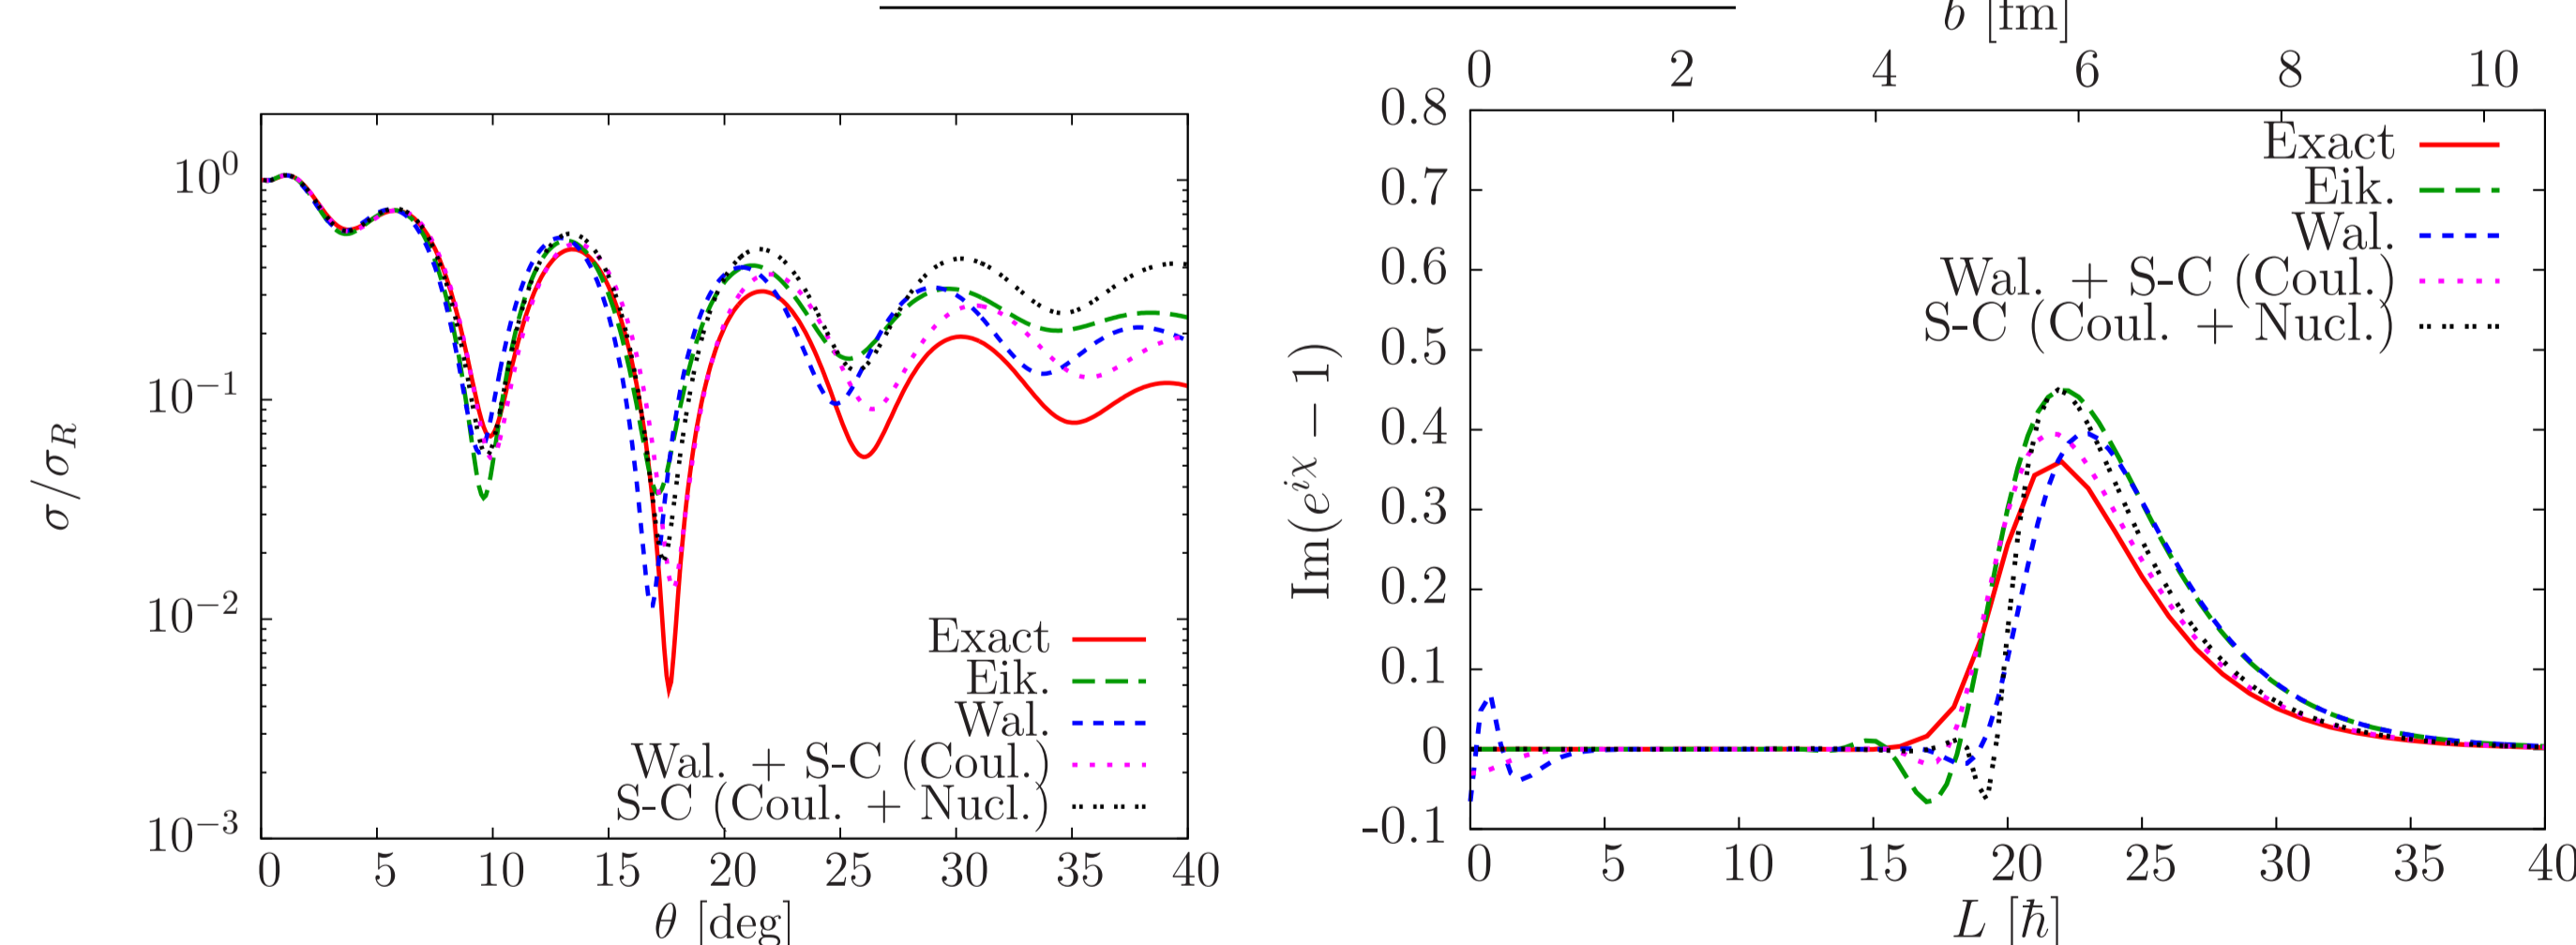 σ/σ_R
10^0
10^−1
10^−2
10^−3
Exact
Eik.
Wal.
Wal. + S-C (Coul.)
S-C (Coul. + Nucl.)
0 5 10 15 20 25 30 35 40
θ [deg]
b [fm]
0 2 4 6 8 10
Im(e^{iχ} − 1)
0.8
0.7
0.6
0.5
0.4
0.3
0.2
0.1
0
-0.1
Exact
Eik.
Wal.
Wal. + S-C (Coul.)
S-C (Coul. + Nucl.)
0 5 10 15 20 25 30 35 40
L [ħ]